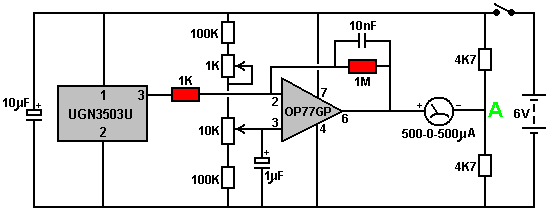 100K
10nF
1K
1K
1M
4K7
1
3
2
7
10µF
UGN3503U
OP77GP
6
A
6V
10K
3
4
500-0-500µA
2
100K
1µF
4K7